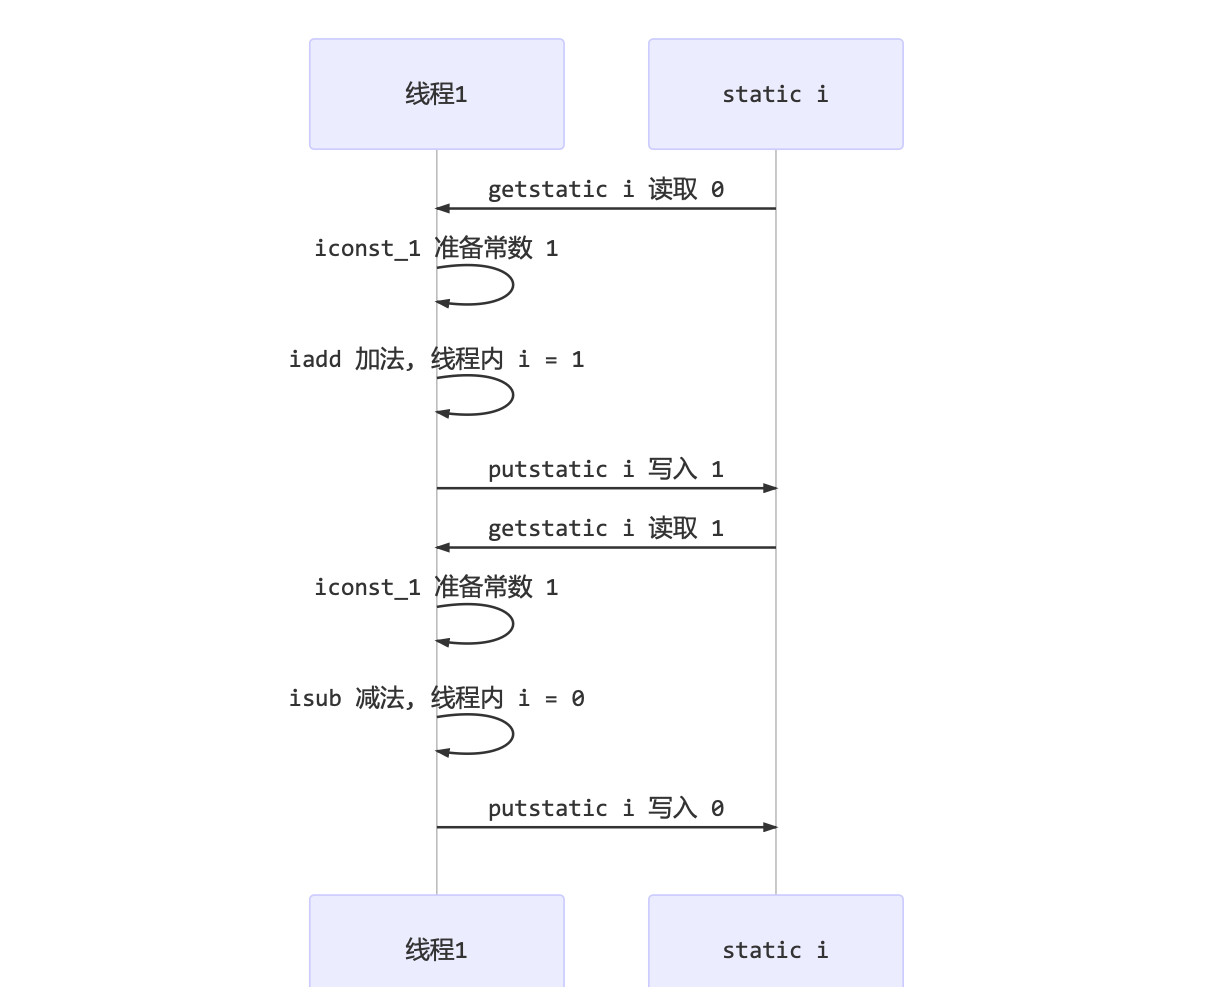 线程1
static i
getstatic i 读取 0
iconst_1 准备常数 1
iadd 加法, 线程内 i = 1
putstatic i 写入 1
getstatic i 读取 1
iconst_1 准备常数 1
isub 减法, 线程内 i = 0
putstatic i 写入 0
线程1
static i